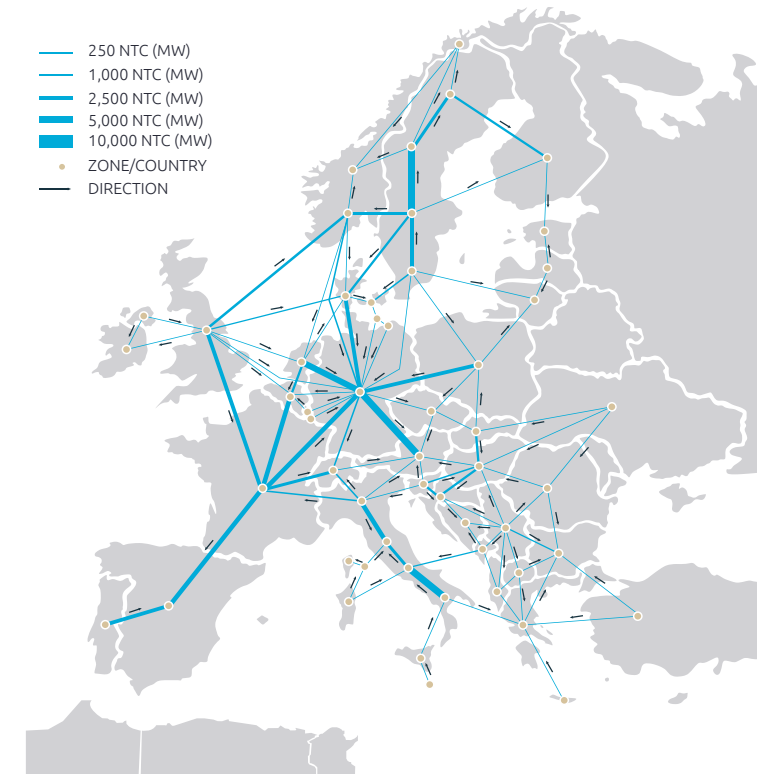 250 NTC (MW)
1,000 NTC (MW)
2,500 NTC (MW)
5,000 NTC (MW)
10,000 NTC (MW)
ZONE/COUNTRY
DIRECTION